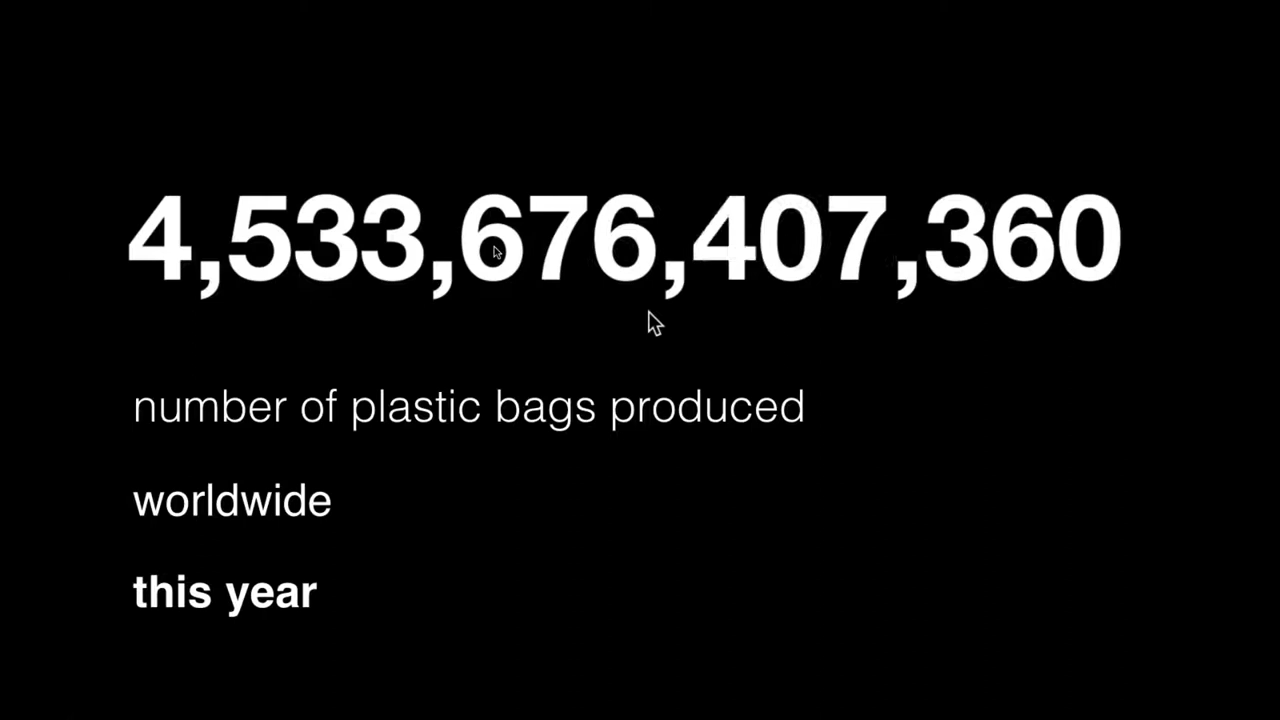 4,533,676,407,360
number of plastic bags produced
worldwide
this year